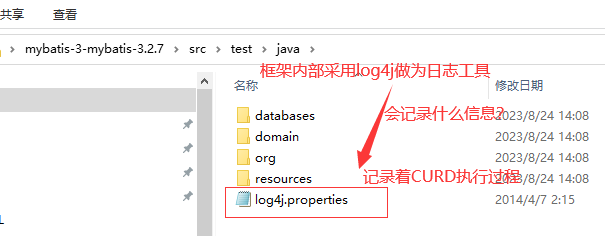 共享 查看
mybatis-3-mybatis-3.2.7 > src > test > java >
名称 修改日期
框架内部采用log4j做为日志工具
databases 2023/8/24 14:08
会记录什么信息?
domain 2023/8/24 14:08
org 2023/8/24 14:08
resources 2023/8/24 14:08
记录着CURD执行过程
log4j.properties 2014/4/7 2:15